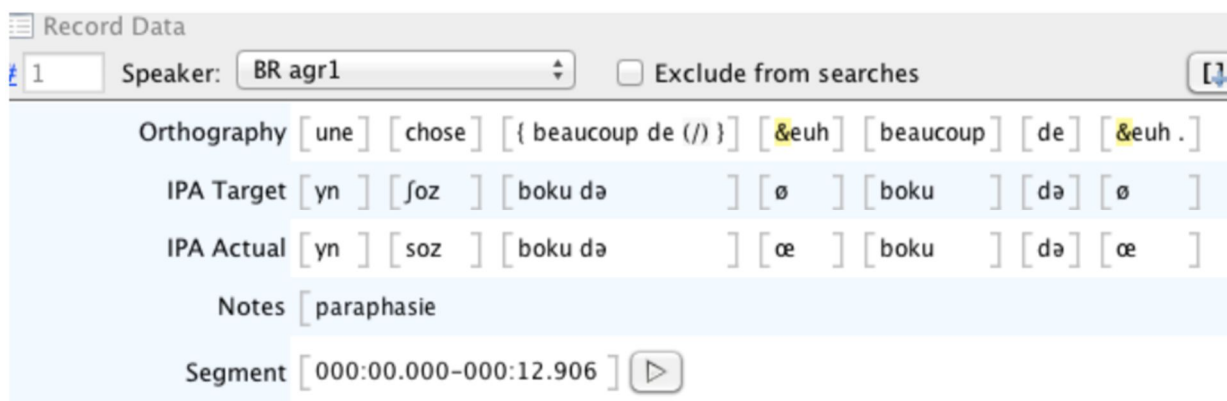 Record Data
# 1 Speaker: BR agr1 Exclude from searches
Orthography [ une ] [ chose ] [ { beaucoup de (/) } ] [ &euh ] [ beaucoup ] [ de ] [ &euh . ]
IPA Target [ yn ] [ ʃoz ] [ boku də ] [ ø ] [ boku ] [ də ] [ ø ]
IPA Actual [ yn ] [ soz ] [ boku də ] [ œ ] [ boku ] [ də ] [ œ ]
Notes [ paraphasie
Segment [ 000:00.000-000:12.906 ]